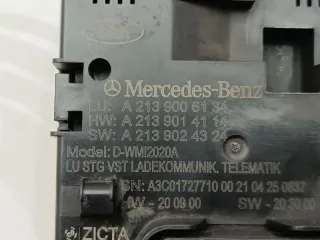 Mercedes-Benz
LU: A 213 900 61 34
HW: A 213 901 41 14
SW: A 213 902 43 24
Model: D-WMI2020A
LU STG VST LADEKOMMUNIK. TELEMATIK
SN: A3C01727710 00 21 04 25 0637
HW - 20 09 00 SW - 20 36 00
ZICTA